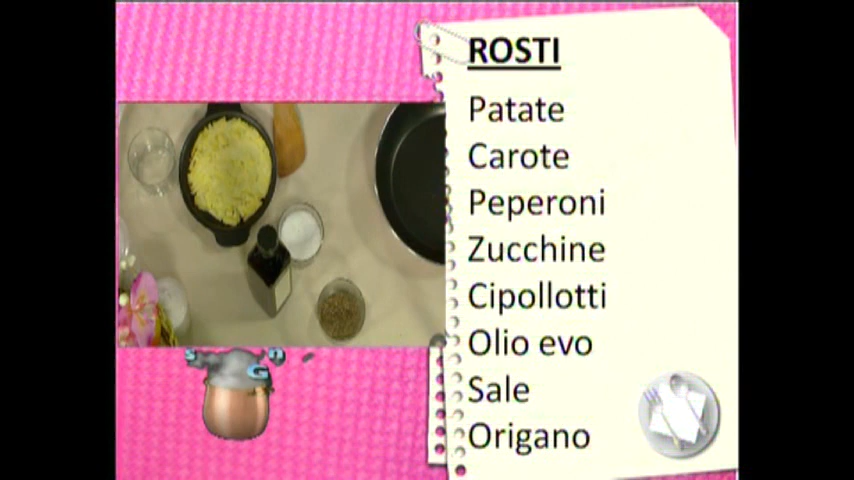 ROSTI
Patate
Carote
Peperoni
Zucchine
Cipollotti
Olio evo
Sale
Origano
G